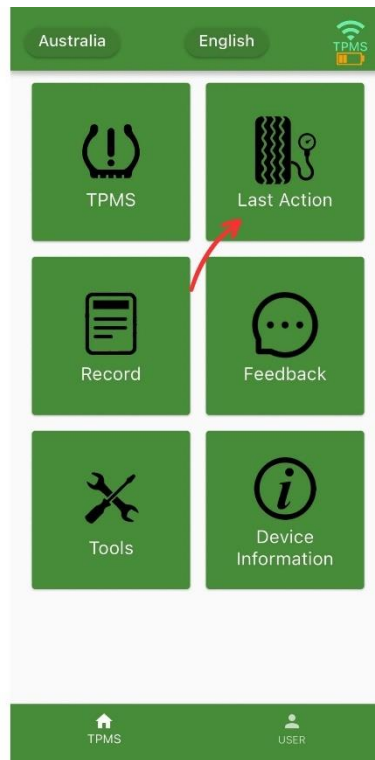 Australia
English
TPMS
TPMS
Last Action
Record
Feedback
Tools
Device
Information
TPMS
USER